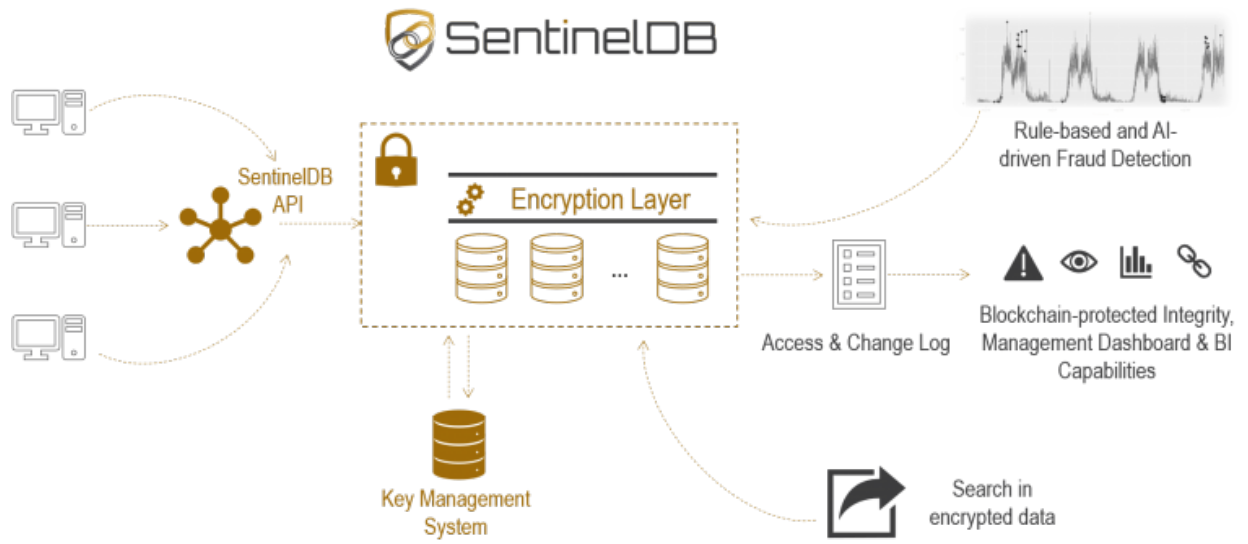 SentinelDB
Rule-based and AI-
driven Fraud Detection
SentinelDB
API
Encryption Layer
...
Access & Change Log
Blockchain-protected Integrity,
Management Dashboard & BI
Capabilities
Key Management
System
Search in
encrypted data